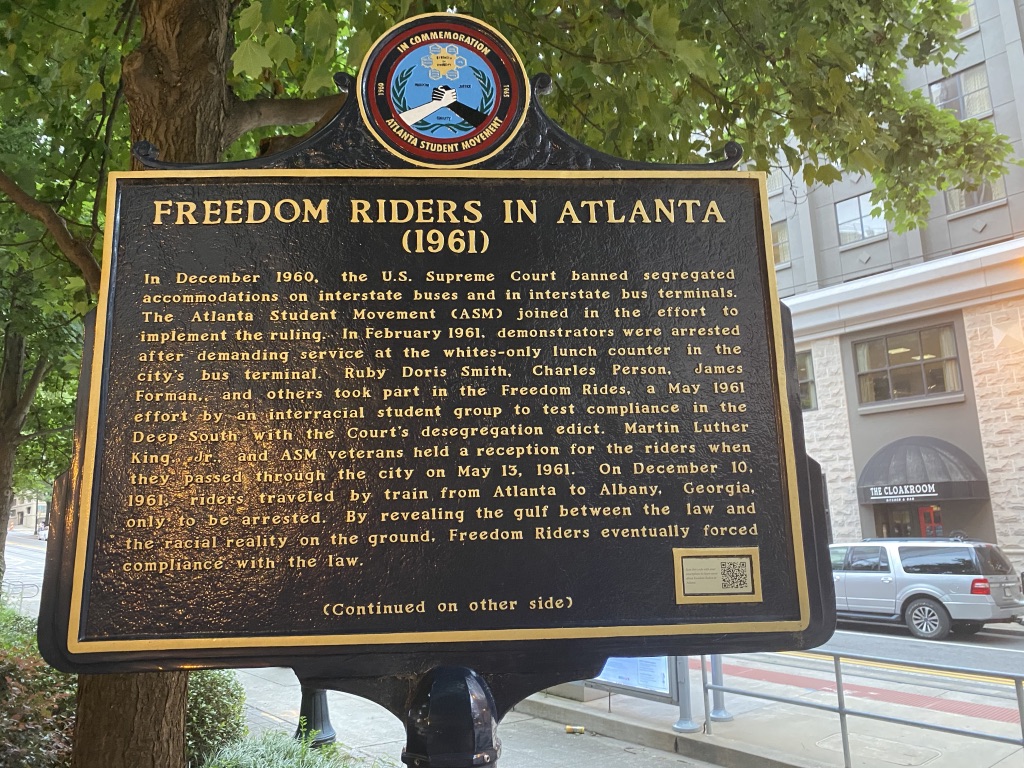 IN COMMEMORATION
1960
1965
ATLANTA STUDENT MOVEMENT
FREEDOM RIDERS IN ATLANTA
(1961)
In December 1960, the U.S. Supreme Court banned segregated
accommodations on interstate buses and in interstate bus terminals.
The Atlanta Student Movement (ASM) joined in the effort to
implement the ruling. In February 1961, demonstrators were arrested
after demanding service at the whites-only lunch counter in the
city's bus terminal. Ruby Doris Smith, Charles Person, James
Forman, and others took part in the Freedom Rides, a May 1961
effort by an interracial student group to test compliance in the
Deep South with the Court's desegregation edict. Martin Luther
King, Jr. and ASM veterans held a reception for the riders when
they passed through the city on May 13, 1961. On December 10,
1961, riders traveled by train from Atlanta to Albany, Georgia,
only to be arrested. By revealing the gulf between the law and
the racial reality on the ground, Freedom Riders eventually forced
compliance with the law.
(Continued on other side)
THE CLOAKROOM
KITCHEN & BAR